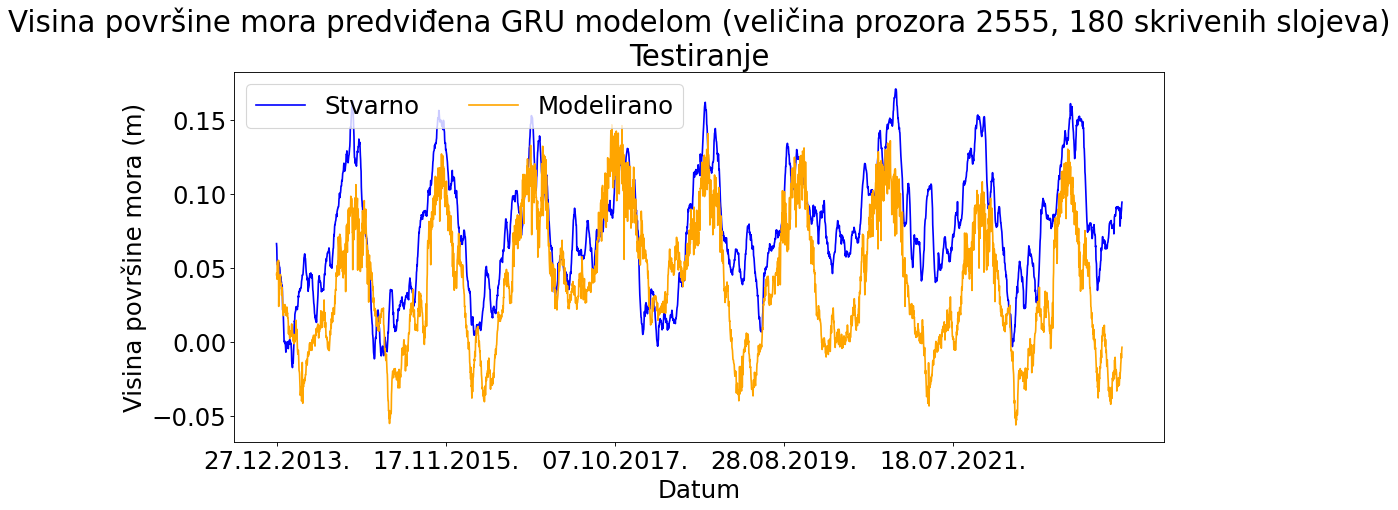 Visina površine mora predviđena GRU modelom (veličina prozora 2555, 180 skrivenih slojeva)
Testiranje
Stvarno Modelirano
Visina površine mora (m)
0.15
0.10
0.05
0.00
−0.05
27.12.2013. 17.11.2015. 07.10.2017. 28.08.2019. 18.07.2021.
Datum